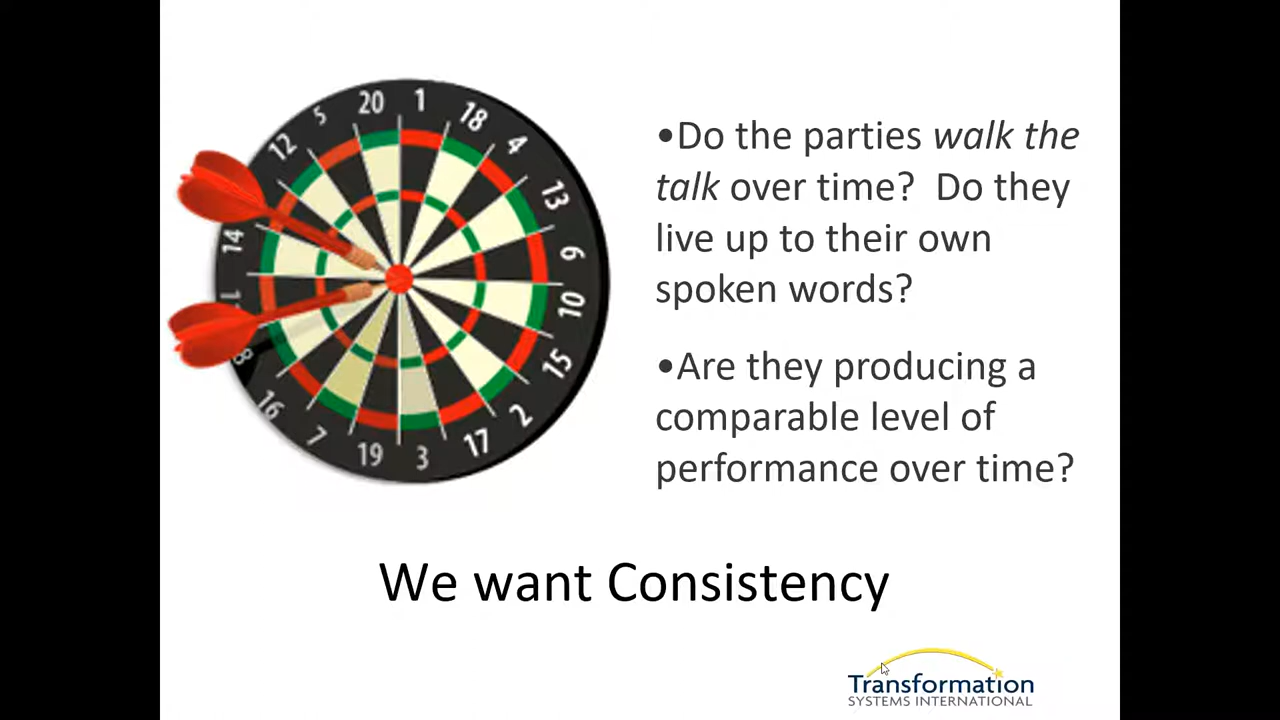 •Do the parties walk the
talk over time?  Do they
live up to their own
spoken words?
•Are they producing a
comparable level of
performance over time?
We want Consistency
Transformation
SYSTEMS INTERNATIONAL
20
1
18
4
13
6
10
15
2
17
3
19
7
16
8
14
12
5